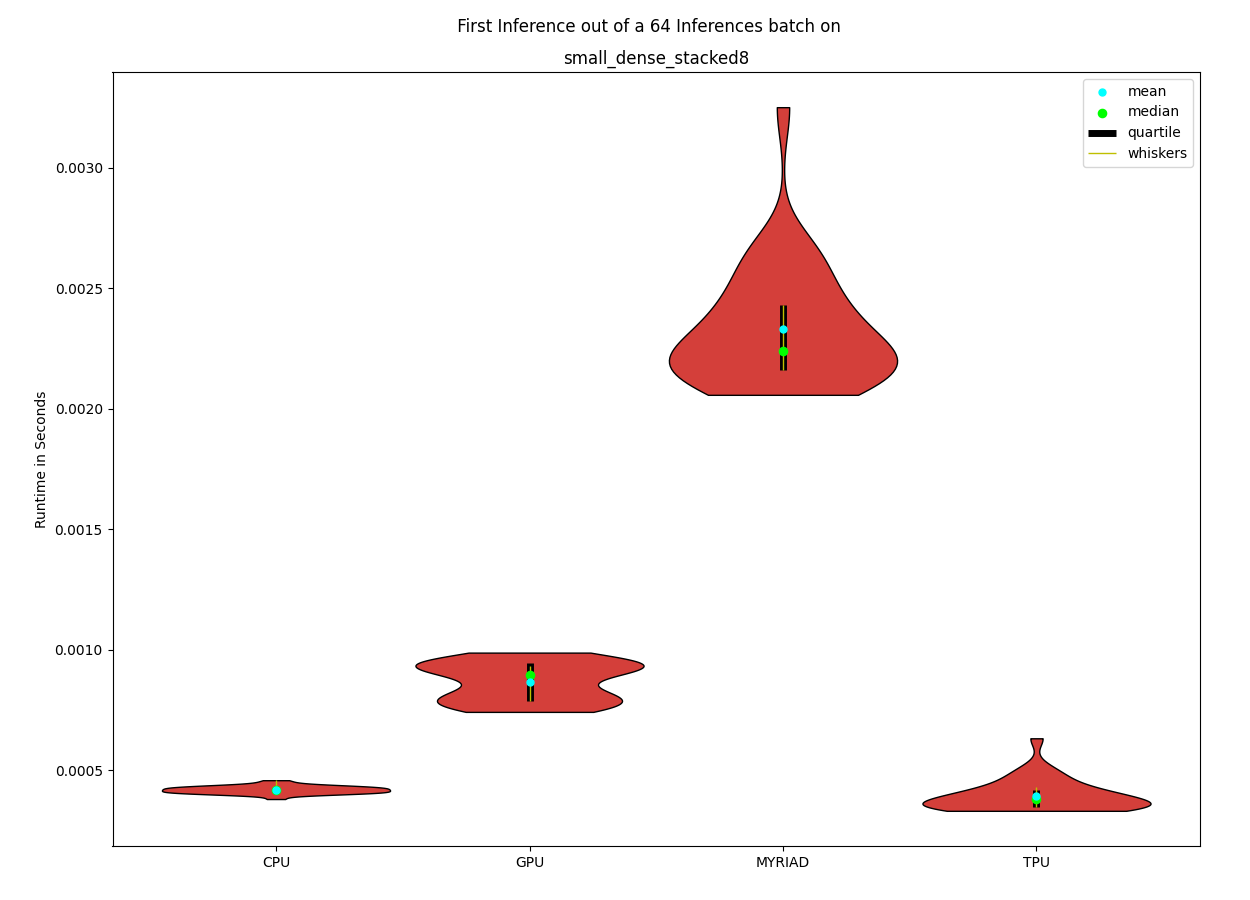 First Inference out of a 64 Inferences batch on
small_dense_stacked8
mean
median
quartile
whiskers
Runtime in Seconds
0.0030
0.0025
0.0020
0.0015
0.0010
0.0005
CPU
GPU
MYRIAD
TPU